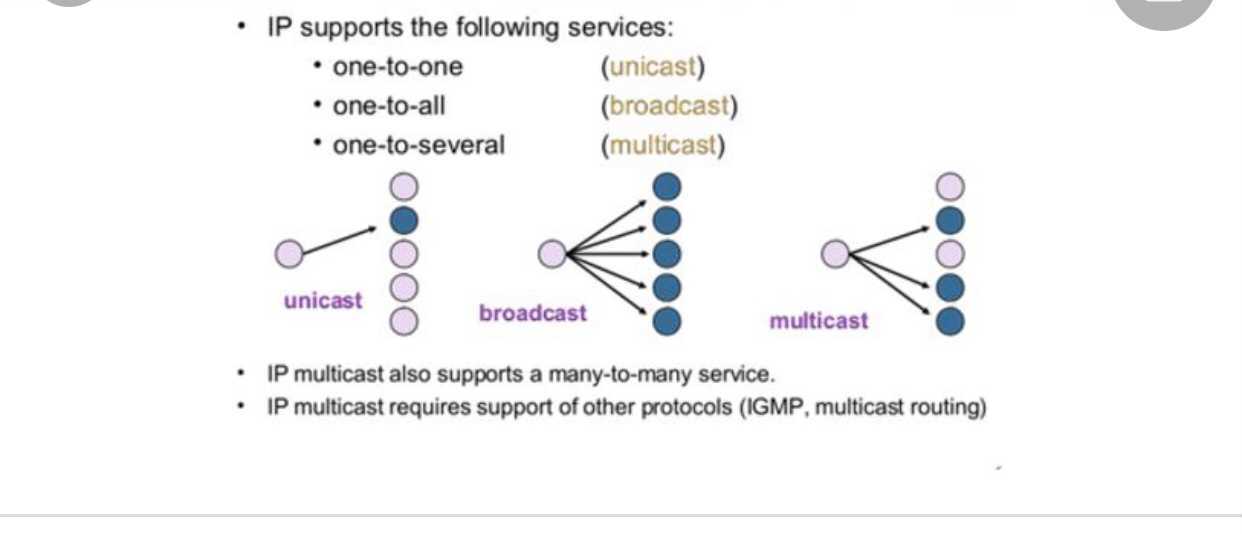 • IP supports the following services:
• one-to-one (unicast)
• one-to-all (broadcast)
• one-to-several (multicast)
unicast
broadcast
multicast
• IP multicast also supports a many-to-many service.
• IP multicast requires support of other protocols (IGMP, multicast routing)